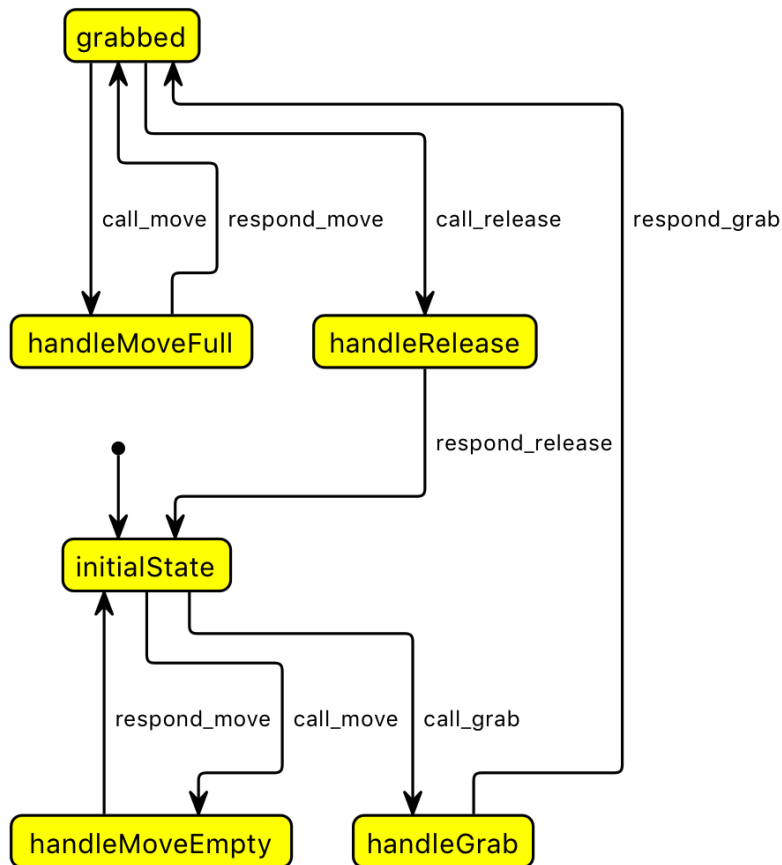 grabbed
call_move
respond_move
call_release
respond_grab
handleMoveFull
handleRelease
respond_release
initialState
respond_move
call_move
call_grab
handleMoveEmpty
handleGrab